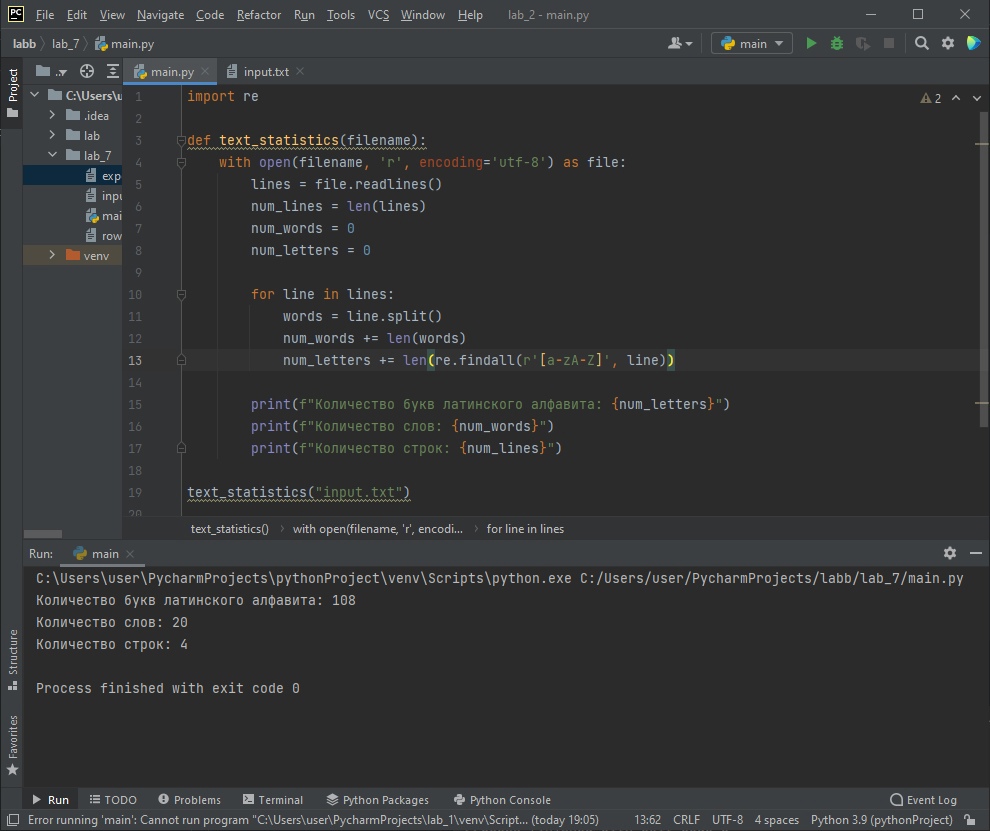 File Edit View Navigate Code Refactor Run Tools VCS Window Help lab_2 - main.py
labb lab_7 main.py main
Project .. main.py input.txt
C:\Users\u
.idea
lab
lab_7
exp
inpu
mai
row
venv
1 import re
2
3 def text_statistics(filename):
4 with open(filename, 'r', encoding='utf-8') as file:
5 lines = file.readlines()
6 num_lines = len(lines)
7 num_words = 0
8 num_letters = 0
9
10 for line in lines:
11 words = line.split()
12 num_words += len(words)
13 num_letters += len(re.findall(r'[a-zA-Z]', line))
14
15 print(f"Количество букв латинского алфавита: {num_letters}")
16 print(f"Количество слов: {num_words}")
17 print(f"Количество строк: {num_lines}")
18
19 text_statistics("input.txt")
20
2
text_statistics() with open(filename, 'r', encodi... for line in lines
Run: main
C:\Users\user\PycharmProjects\pythonProject\venv\Scripts\python.exe C:/Users/user/PycharmProjects/labb/lab_7/main.py
Количество букв латинского алфавита: 108
Количество слов: 20
Количество строк: 4
Process finished with exit code 0
Structure
Favorites
Run TODO Problems Terminal Python Packages Python Console Event Log
Error running 'main': Cannot run program "C:\Users\user\PycharmProjects\lab_1\venv\Script... (today 19:05) 13:62 CRLF UTF-8 4 spaces Python 3.9 (pythonProject)